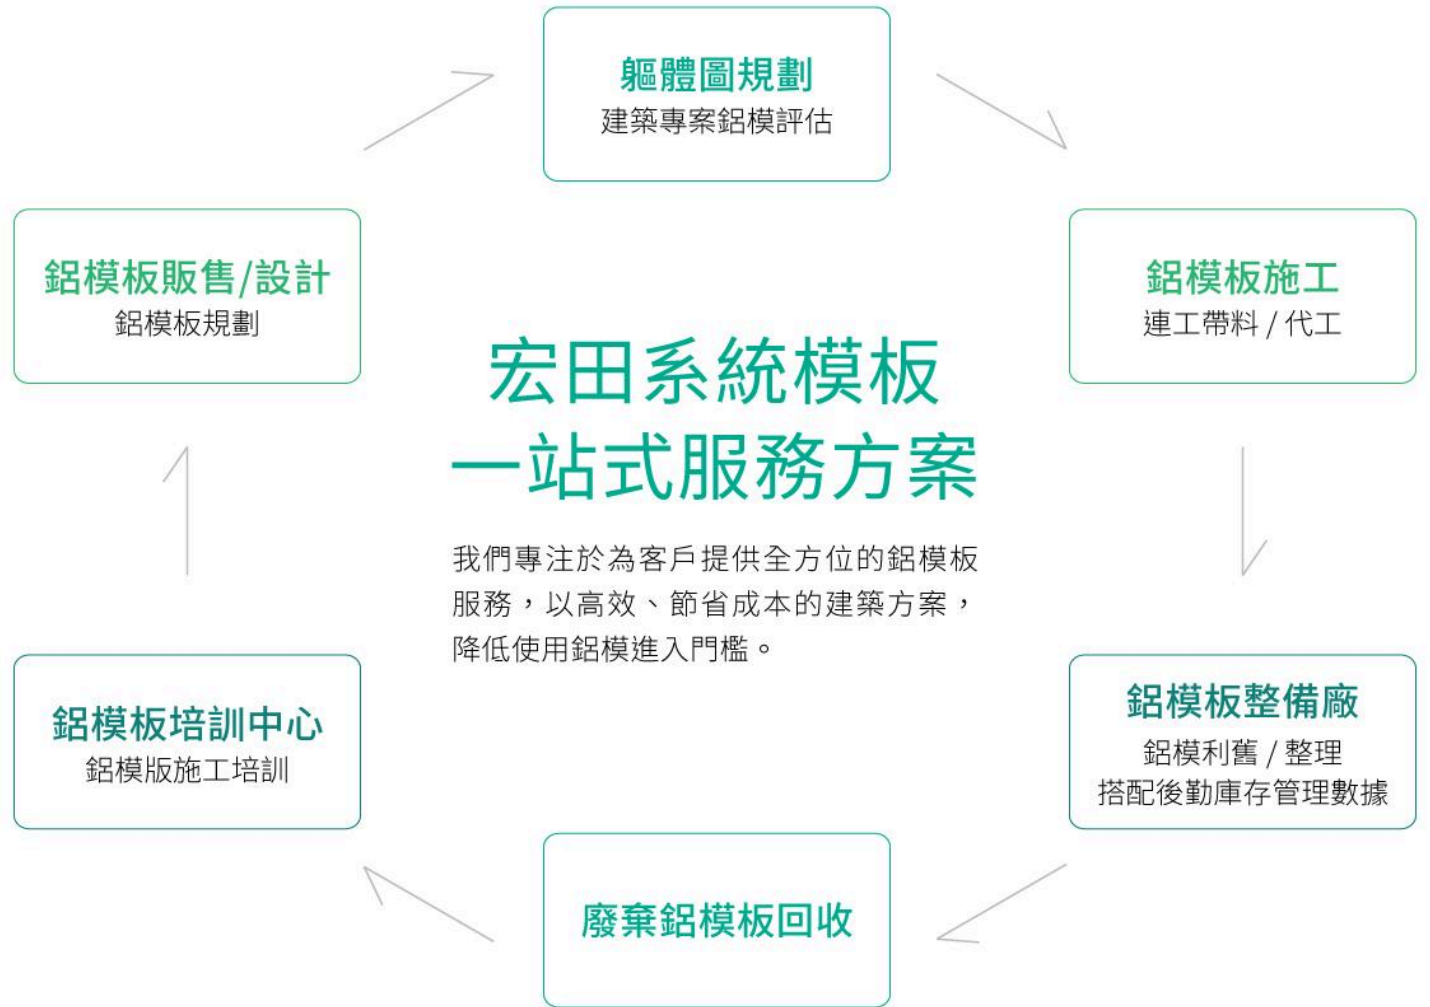 軀體圖規劃
建築專案鋁模評估
鋁模板販售/設計
鋁模板規劃
鋁模板施工
連工帶料 / 代工
宏田系統模板
一站式服務方案
我們專注於為客戶提供全方位的鋁模板
服務，以高效、節省成本的建築方案，
降低使用鋁模進入門檻。
鋁模板培訓中心
鋁模版施工培訓
鋁模板整備廠
鋁模利舊 / 整理
搭配後勤庫存管理數據
廢棄鋁模板回收